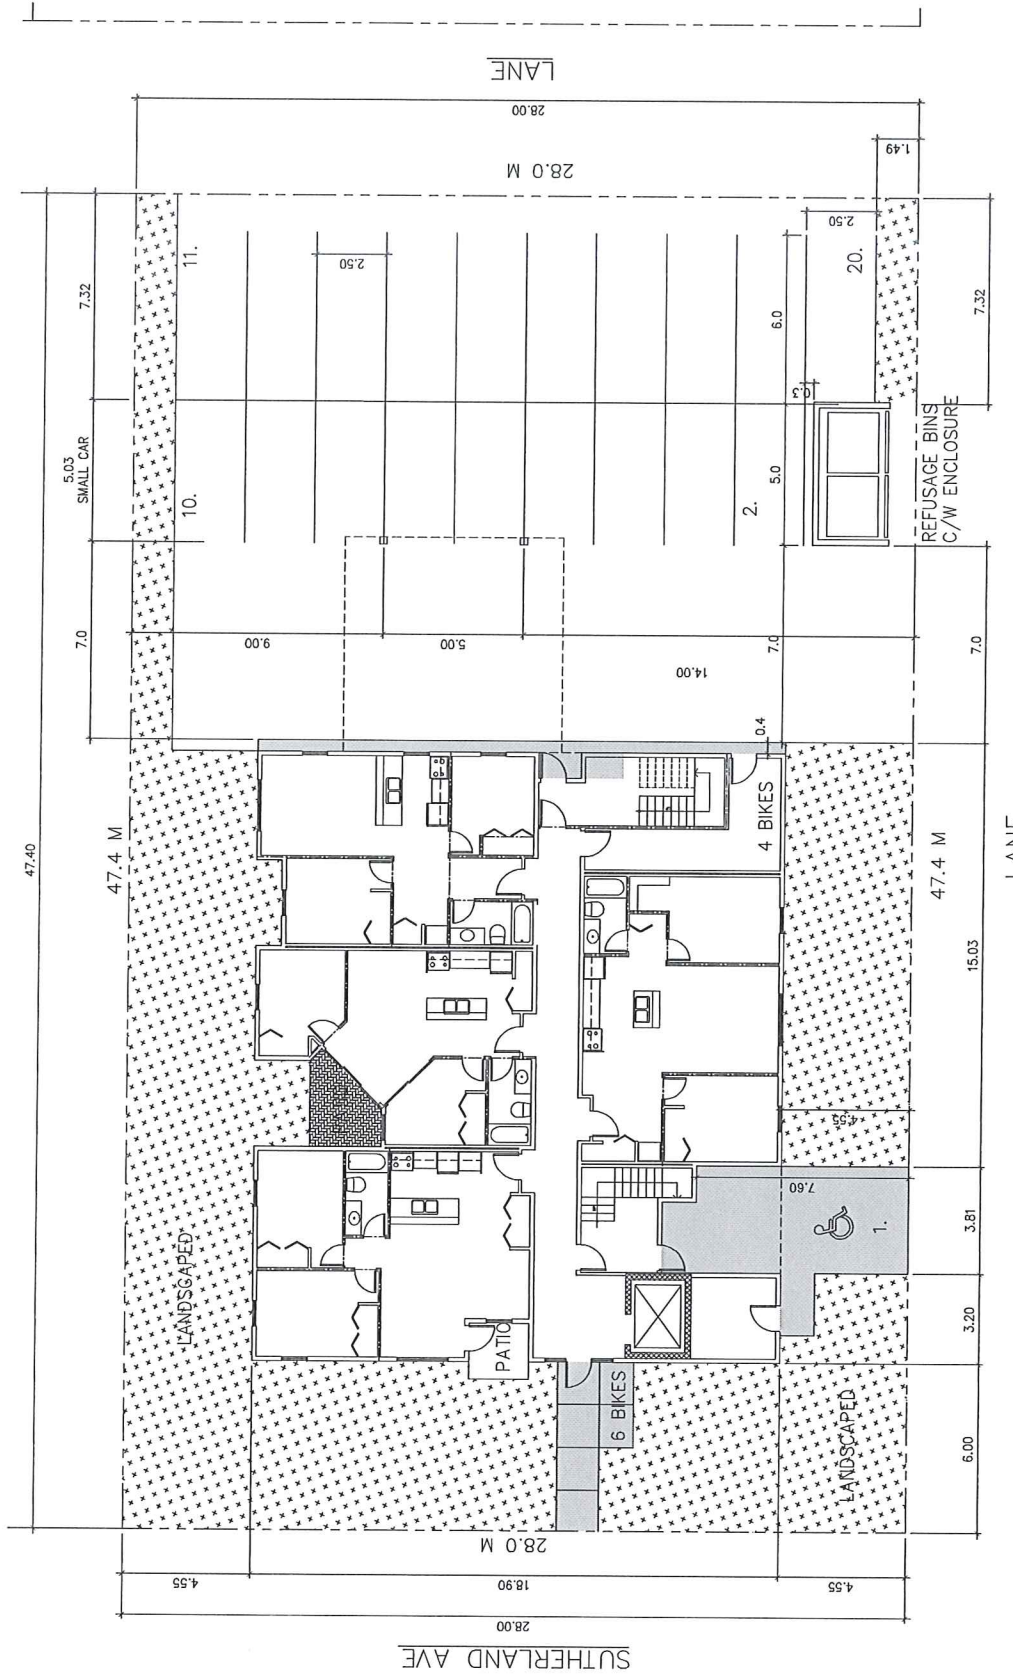 LANE
28.00
28.0 M
1.49
7.32
11.
2.50
2.50
20.
7.32
6.0
0.3
5.03
SMALL CAR
10.
2.
5.0
REFUSAGE BINS
C/W ENCLOSURE
47.40
47.4 M
7.0
9.00
5.00
14.00
7.0
7.0
0.4
4 BIKES
47.4 M
LANE
15.03
4.55
7.60
1.
3.81
3.20
LANDSCAPED
PATIO
6 BIKES
LANDSCAPED
6.00
28.0 M
4.55
18.90
4.55
28.00
SUTHERLAND AVE